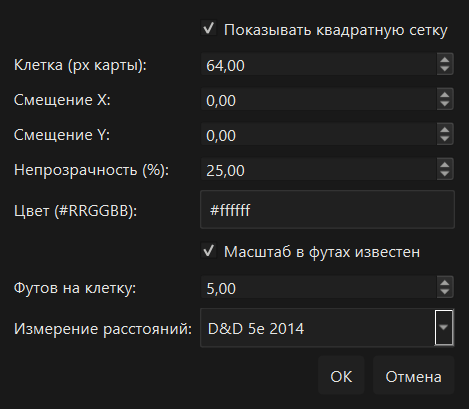 Показывать квадратную сетку
Клетка (px карты): 64,00
Смещение X: 0,00
Смещение Y: 0,00
Непрозрачность (%): 25,00
Цвет (#RRGGBB): #ffffff
Масштаб в футах известен
Футов на клетку: 5,00
Измерение расстояний: D&D 5e 2014
OK Отмена